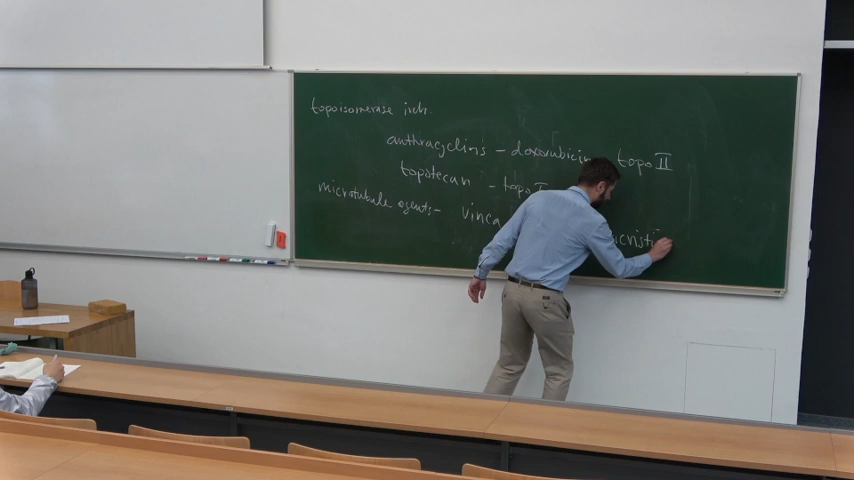 topoisomerase inh.
anthracyclins - doxorubicin topo II
topotecan - topo I
microtubule agents - vinca